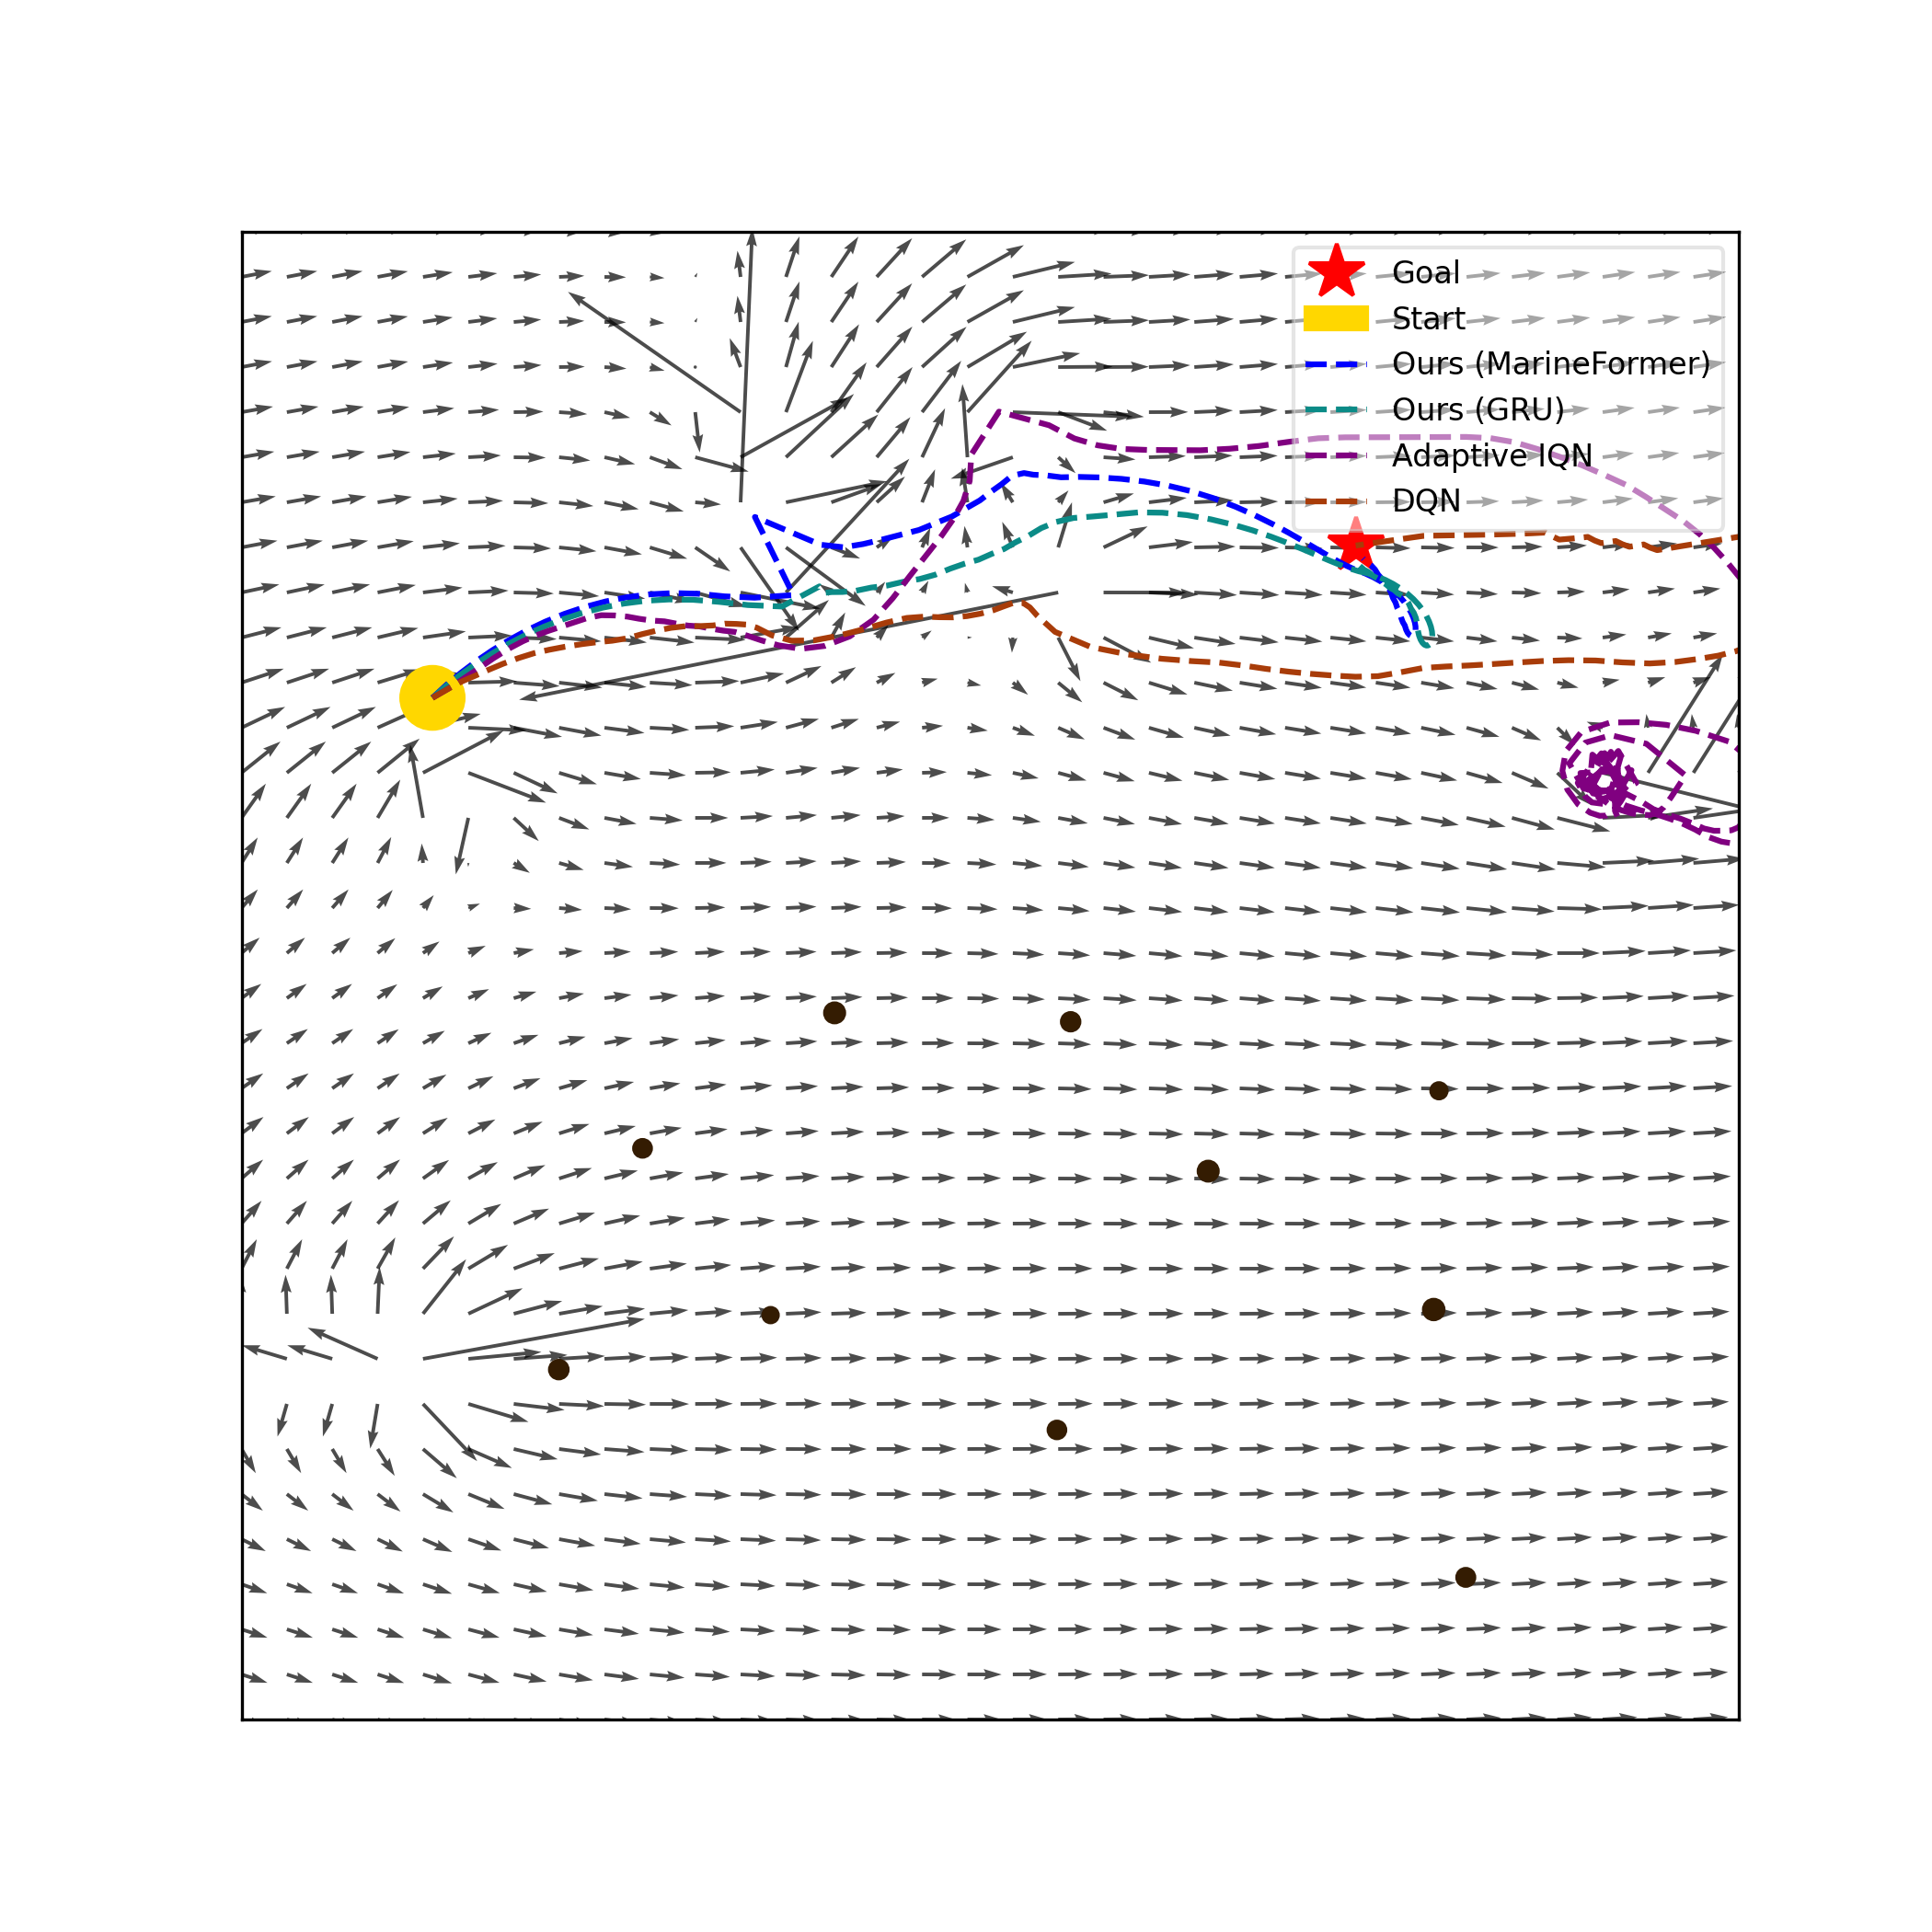 Goal
Start
Ours (MarineFormer)
Ours (GRU)
Adaptive IQN
DQN